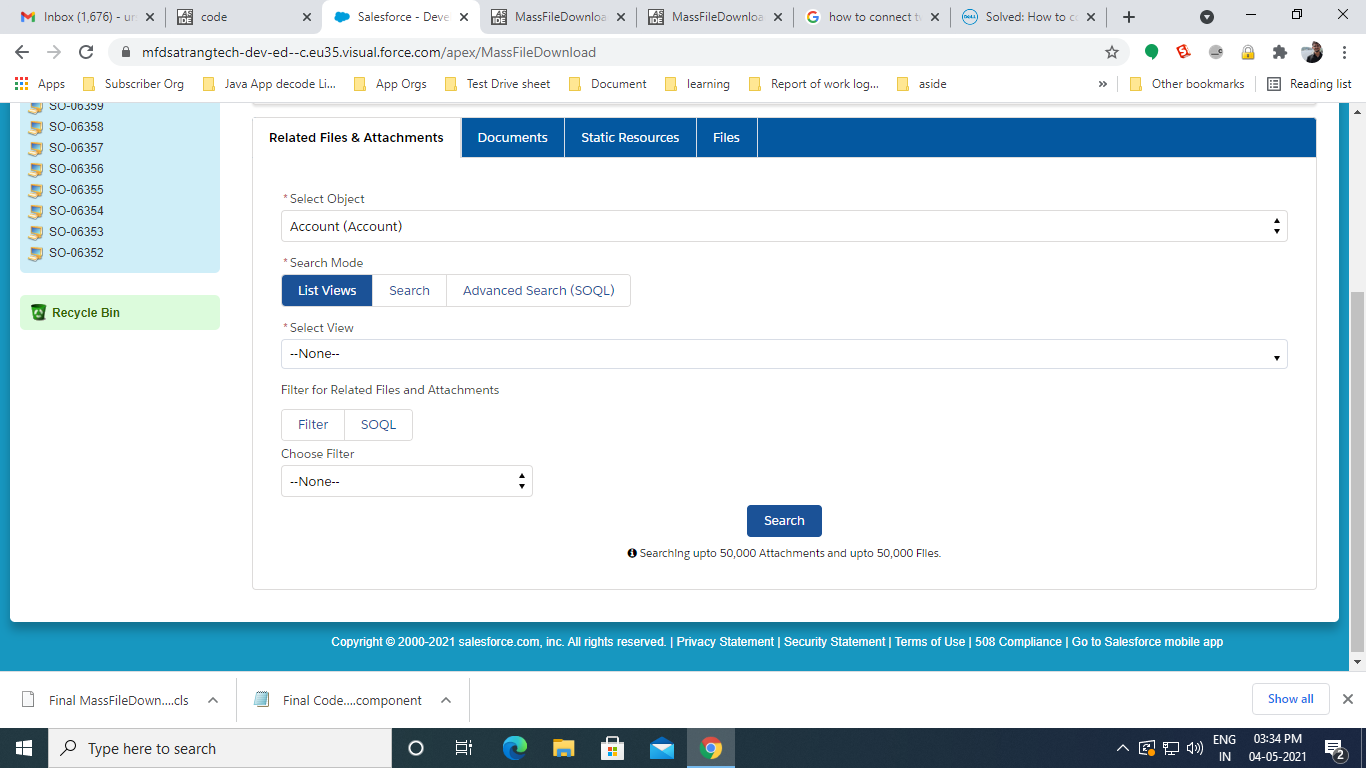 Inbox (1,676) - ur
code
Salesforce - Deve
MassFileDownloa
MassFileDownloa
how to connect t
Solved: How to c
mfdsatrangtech-dev-ed--c.eu35.visual.force.com/apex/MassFileDownload
Apps
Subscriber Org
Java App decode Li...
App Orgs
Test Drive sheet
Document
learning
Report of work log...
aside
»
Other bookmarks
Reading list
SO-06359
SO-06358
SO-06357
SO-06356
SO-06355
SO-06354
SO-06353
SO-06352
Recycle Bin
Related Files & Attachments
Documents
Static Resources
Files
*Select Object
Account (Account)
*Search Mode
List Views
Search
Advanced Search (SOQL)
*Select View
--None--
Filter for Related Files and Attachments
Filter
SOQL
Choose Filter
--None--
Search
Searching upto 50,000 Attachments and upto 50,000 Files.
Copyright © 2000-2021 salesforce.com, inc. All rights reserved. | Privacy Statement | Security Statement | Terms of Use | 508 Compliance | Go to Salesforce mobile app
Final MassFileDown....cls
Final Code....component
Show all
Type here to search
ENG
IN
03:34 PM
04-05-2021
2